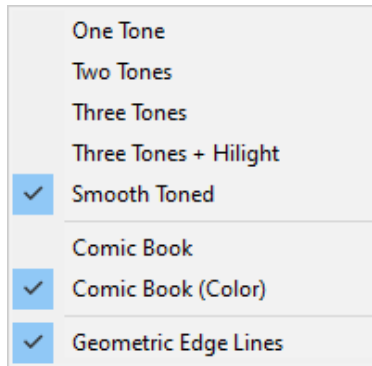 One Tone
Two Tones
Three Tones
Three Tones + Hilight
Smooth Toned
Comic Book
Comic Book (Color)
Geometric Edge Lines